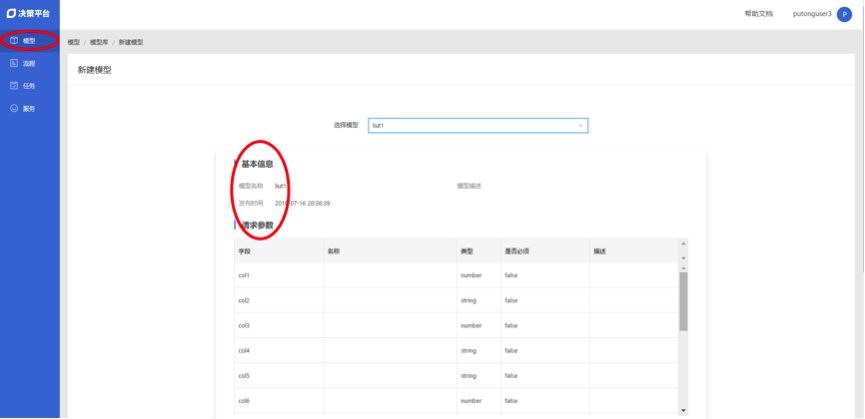 决策平台
帮助文档 putonguser3 P
模型
模型 / 模型库 / 新建模型
流程
新建模型
任务
服务
选择模型 liut1
基本信息
模型名称 liut1 模型描述
发布时间 2018-07-16 20:36:39
请求参数
字段 名称 类型 是否必须 描述
col1 number false
col2 string false
col3 number false
col4 string false
col5 string false
col6 number false